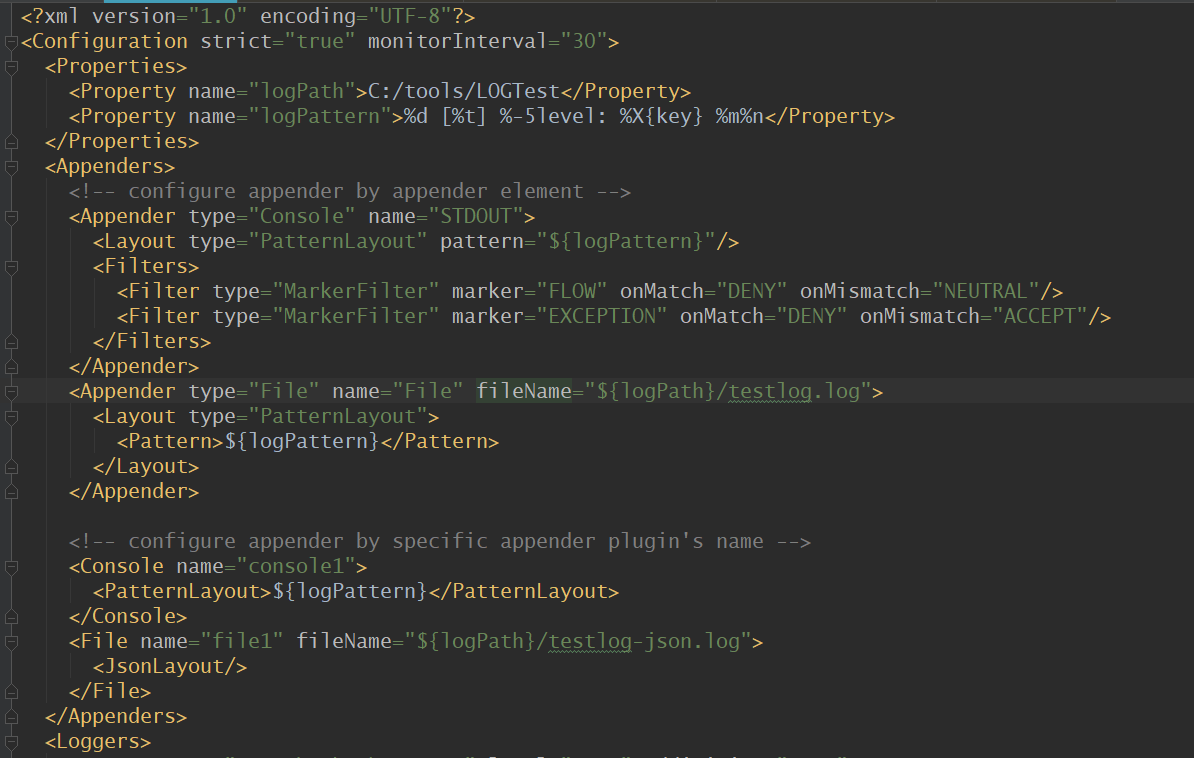 <?xml version="1.0" encoding="UTF-8"?>
<Configuration strict="true" monitorInterval="30">
<Properties>
<Property name="logPath">C:/tools/LOGTest</Property>
<Property name="logPattern">%d [%t] %-5level: %X{key} %m%n</Property>
</Properties>
<Appenders>
<!-- configure appender by appender element -->
<Appender type="Console" name="STDOUT">
<Layout type="PatternLayout" pattern="${logPattern}"/>
<Filters>
<Filter type="MarkerFilter" marker="FLOW" onMatch="DENY" onMismatch="NEUTRAL"/>
<Filter type="MarkerFilter" marker="EXCEPTION" onMatch="DENY" onMismatch="ACCEPT"/>
</Filters>
</Appender>
<Appender type="File" name="File" fileName="${logPath}/testlog.log">
<Layout type="PatternLayout">
<Pattern>${logPattern}</Pattern>
</Layout>
</Appender>
<!-- configure appender by specific appender plugin's name -->
<Console name="console1">
<PatternLayout>${logPattern}</PatternLayout>
</Console>
<File name="file1" fileName="${logPath}/testlog-json.log">
<JsonLayout/>
</File>
</Appenders>
<Loggers>